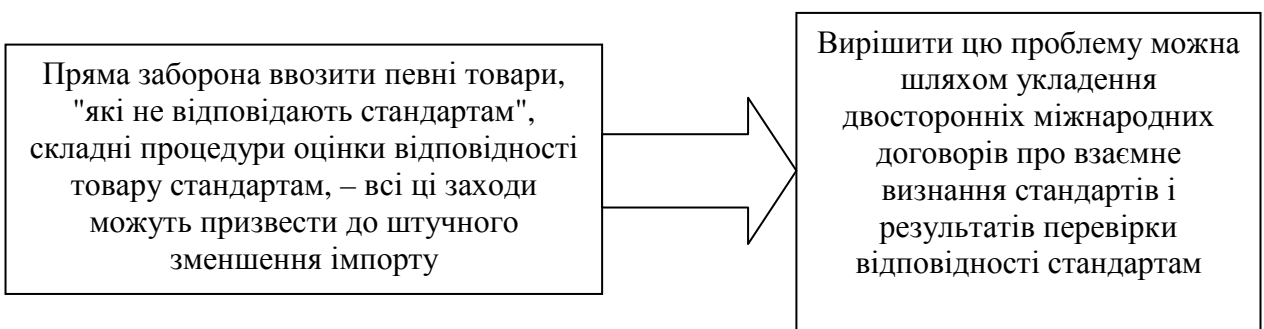 Пряма заборона ввозити певні товари,
"які не відповідають стандартам",
складні процедури оцінки відповідності
товару стандартам, – всі ці заходи
можуть призвести до штучного
зменшення імпорту
Вирішити цю проблему можна
шляхом укладення
двосторонніх міжнародних
договорів про взаємне
визнання стандартів і
результатів перевірки
відповідності стандартам